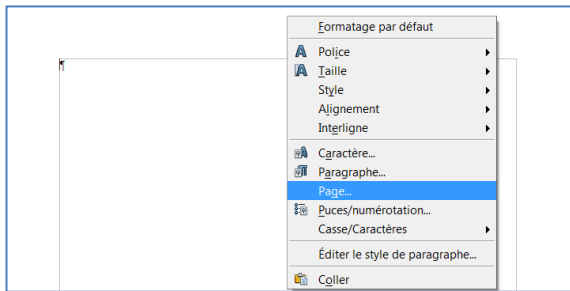 Formatage par défaut
¶
Police
Taille
Style
Alignement
Interligne
Caractère...
Paragraphe...
Page...
Puces/numérotation...
Casse/Caractères
Éditer le style de paragraphe...
Coller